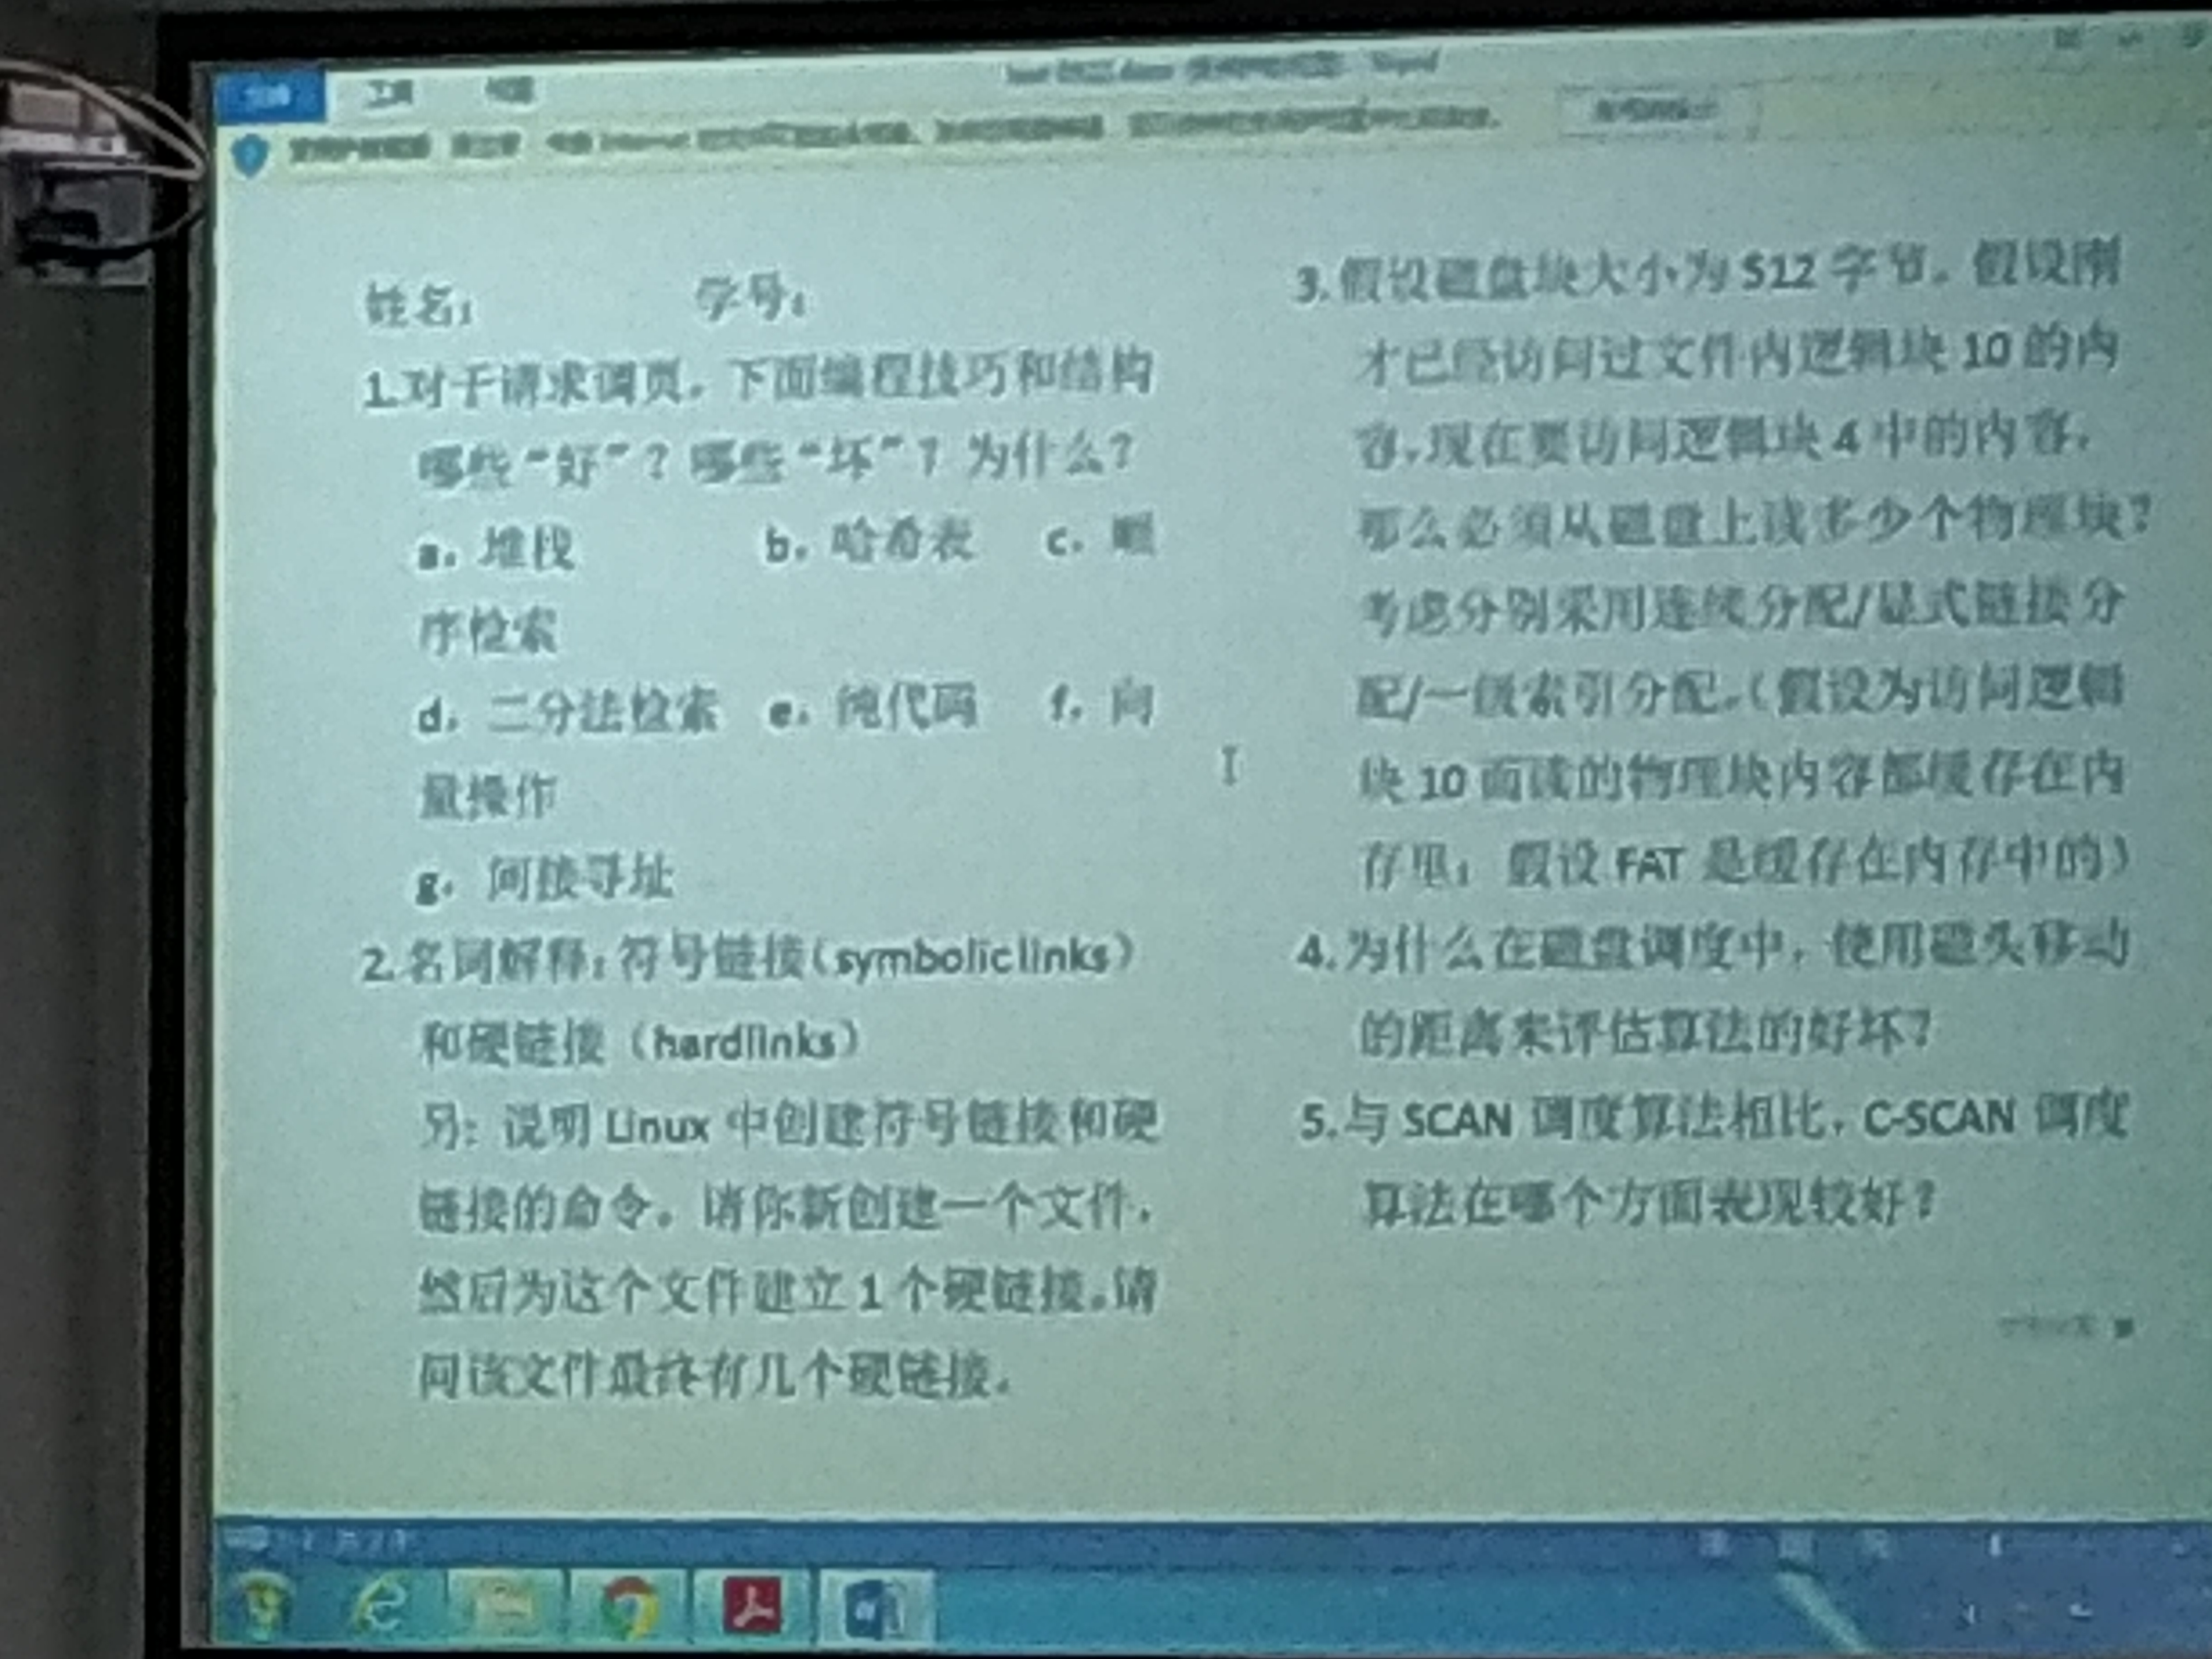 工具
姓名： 学号：
1.对于请求调页，下面编程技巧和结构
哪些“好”？哪些“坏”？为什么？
a．堆栈 b．哈希表 c．顺
序检索
d．二分法检索 e．纯代码 f．向
量操作
g．间接寻址
2.名词解释：符号链接（symbolic links）
和硬链接（hardlinks）
另：说明 Linux 中创建符号链接和硬
链接的命令。请你新创建一个文件，
然后为这个文件建立 1 个硬链接。请
问该文件最终有几个硬链接。
3.假设磁盘块大小为 512 字节。假设刚
才已经访问过文件内逻辑块 10 的内
容，现在要访问逻辑块 4 中的内容，
那么必须从磁盘上读多少个物理块？
考虑分别采用连续分配/显式链接分
配/一级索引分配。（假设为访问逻辑
块 10 而读的物理块内容都缓存在内
存里；假设 FAT 是缓存在内存中的）
4.为什么在磁盘调度中，使用磁头移动
的距离来评估算法的好坏？
5.与 SCAN 调度算法相比，C-SCAN 调度
算法在哪个方面表现较好？